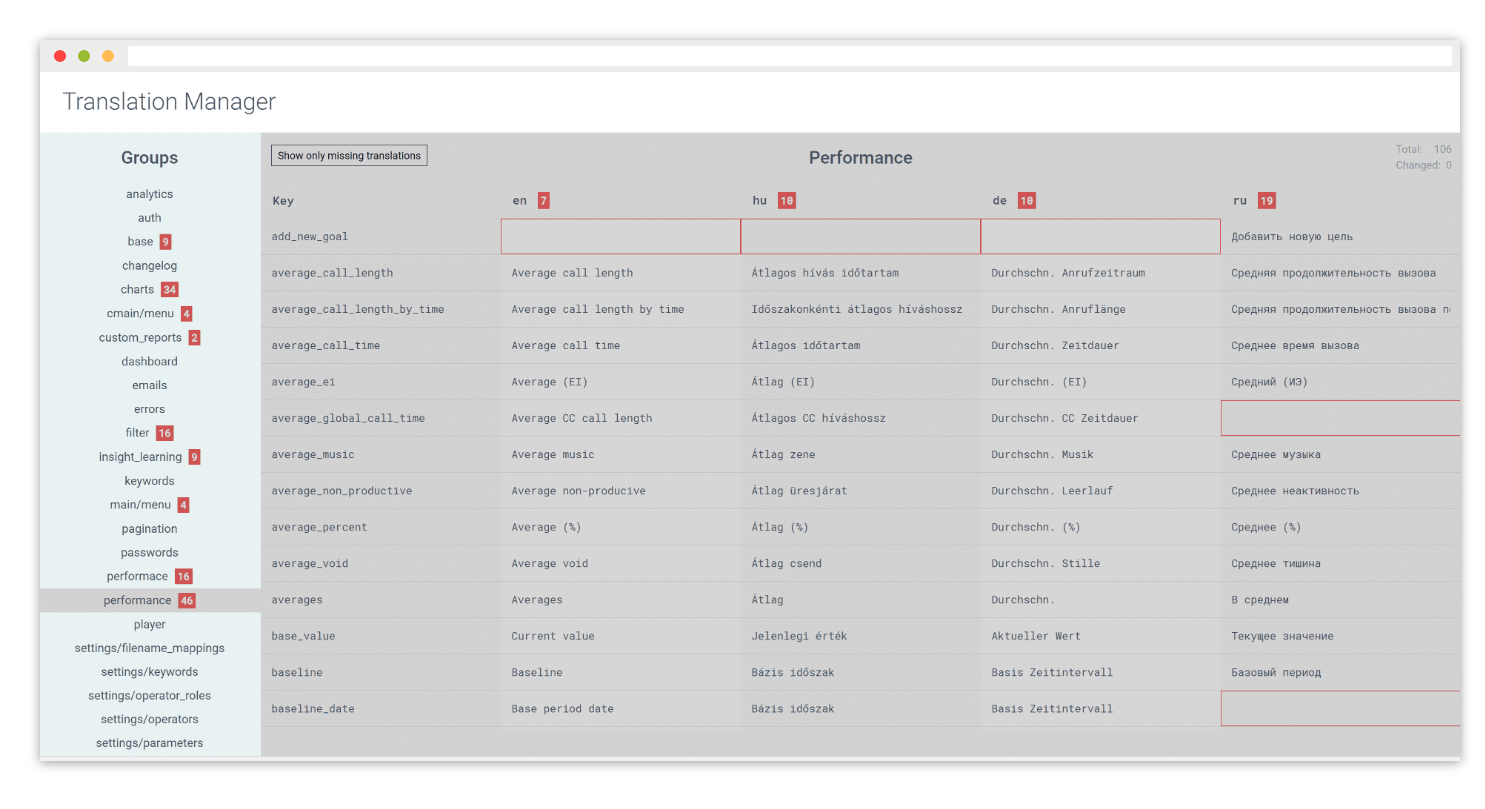 Translation Manager
Groups
analytics
auth
base 9
changelog
charts 34
cmain/menu 4
custom_reports 2
dashboard
emails
errors
filter 16
insight_learning 9
keywords
main/menu 4
pagination
passwords
performace 16
performance 46
player
settings/filename_mappings
settings/keywords
settings/operator_roles
settings/operators
settings/parameters
Show only missing translations
Performance
Total: 106
Changed: 0
Key en 7 hu 10 de 10 ru 19
add_new_goal Добавить новую цель
average_call_length Average call length Átlagos hívás időtartam Durchschn. Anrufzeitraum Средняя продолжительность вызова
average_call_length_by_time Average call length by time Időszakonkénti átlagos híváshossz Durchschn. Anruflänge Средняя продолжительность вызова
average_call_time Average call time Átlagos időtartam Durchschn. Zeitdauer Среднее время вызова
average_ei Average (EI) Átlag (EI) Durchschn. (EI) Средний (ИЭ)
average_global_call_time Average CC call length Átlagos CC híváshossz Durchschn. CC Zeitdauer
average_music Average music Átlag zene Durchschn. Musik Среднее музыка
average_non_productive Average non-producive Átlag üresjárat Durchschn. Leerlauf Среднее неактивность
average_percent Average (%) Átlag (%) Durchschn. (%) Среднее (%)
average_void Average void Átlag csend Durchschn. Stille Среднее тишина
averages Averages Átlag Durchschn. В среднем
base_value Current value Jelenlegi érték Aktueller Wert Текущее значение
baseline Baseline Bázis időszak Basis Zeitintervall Базовый период
baseline_date Base period date Bázis időszak Basis Zeitintervall